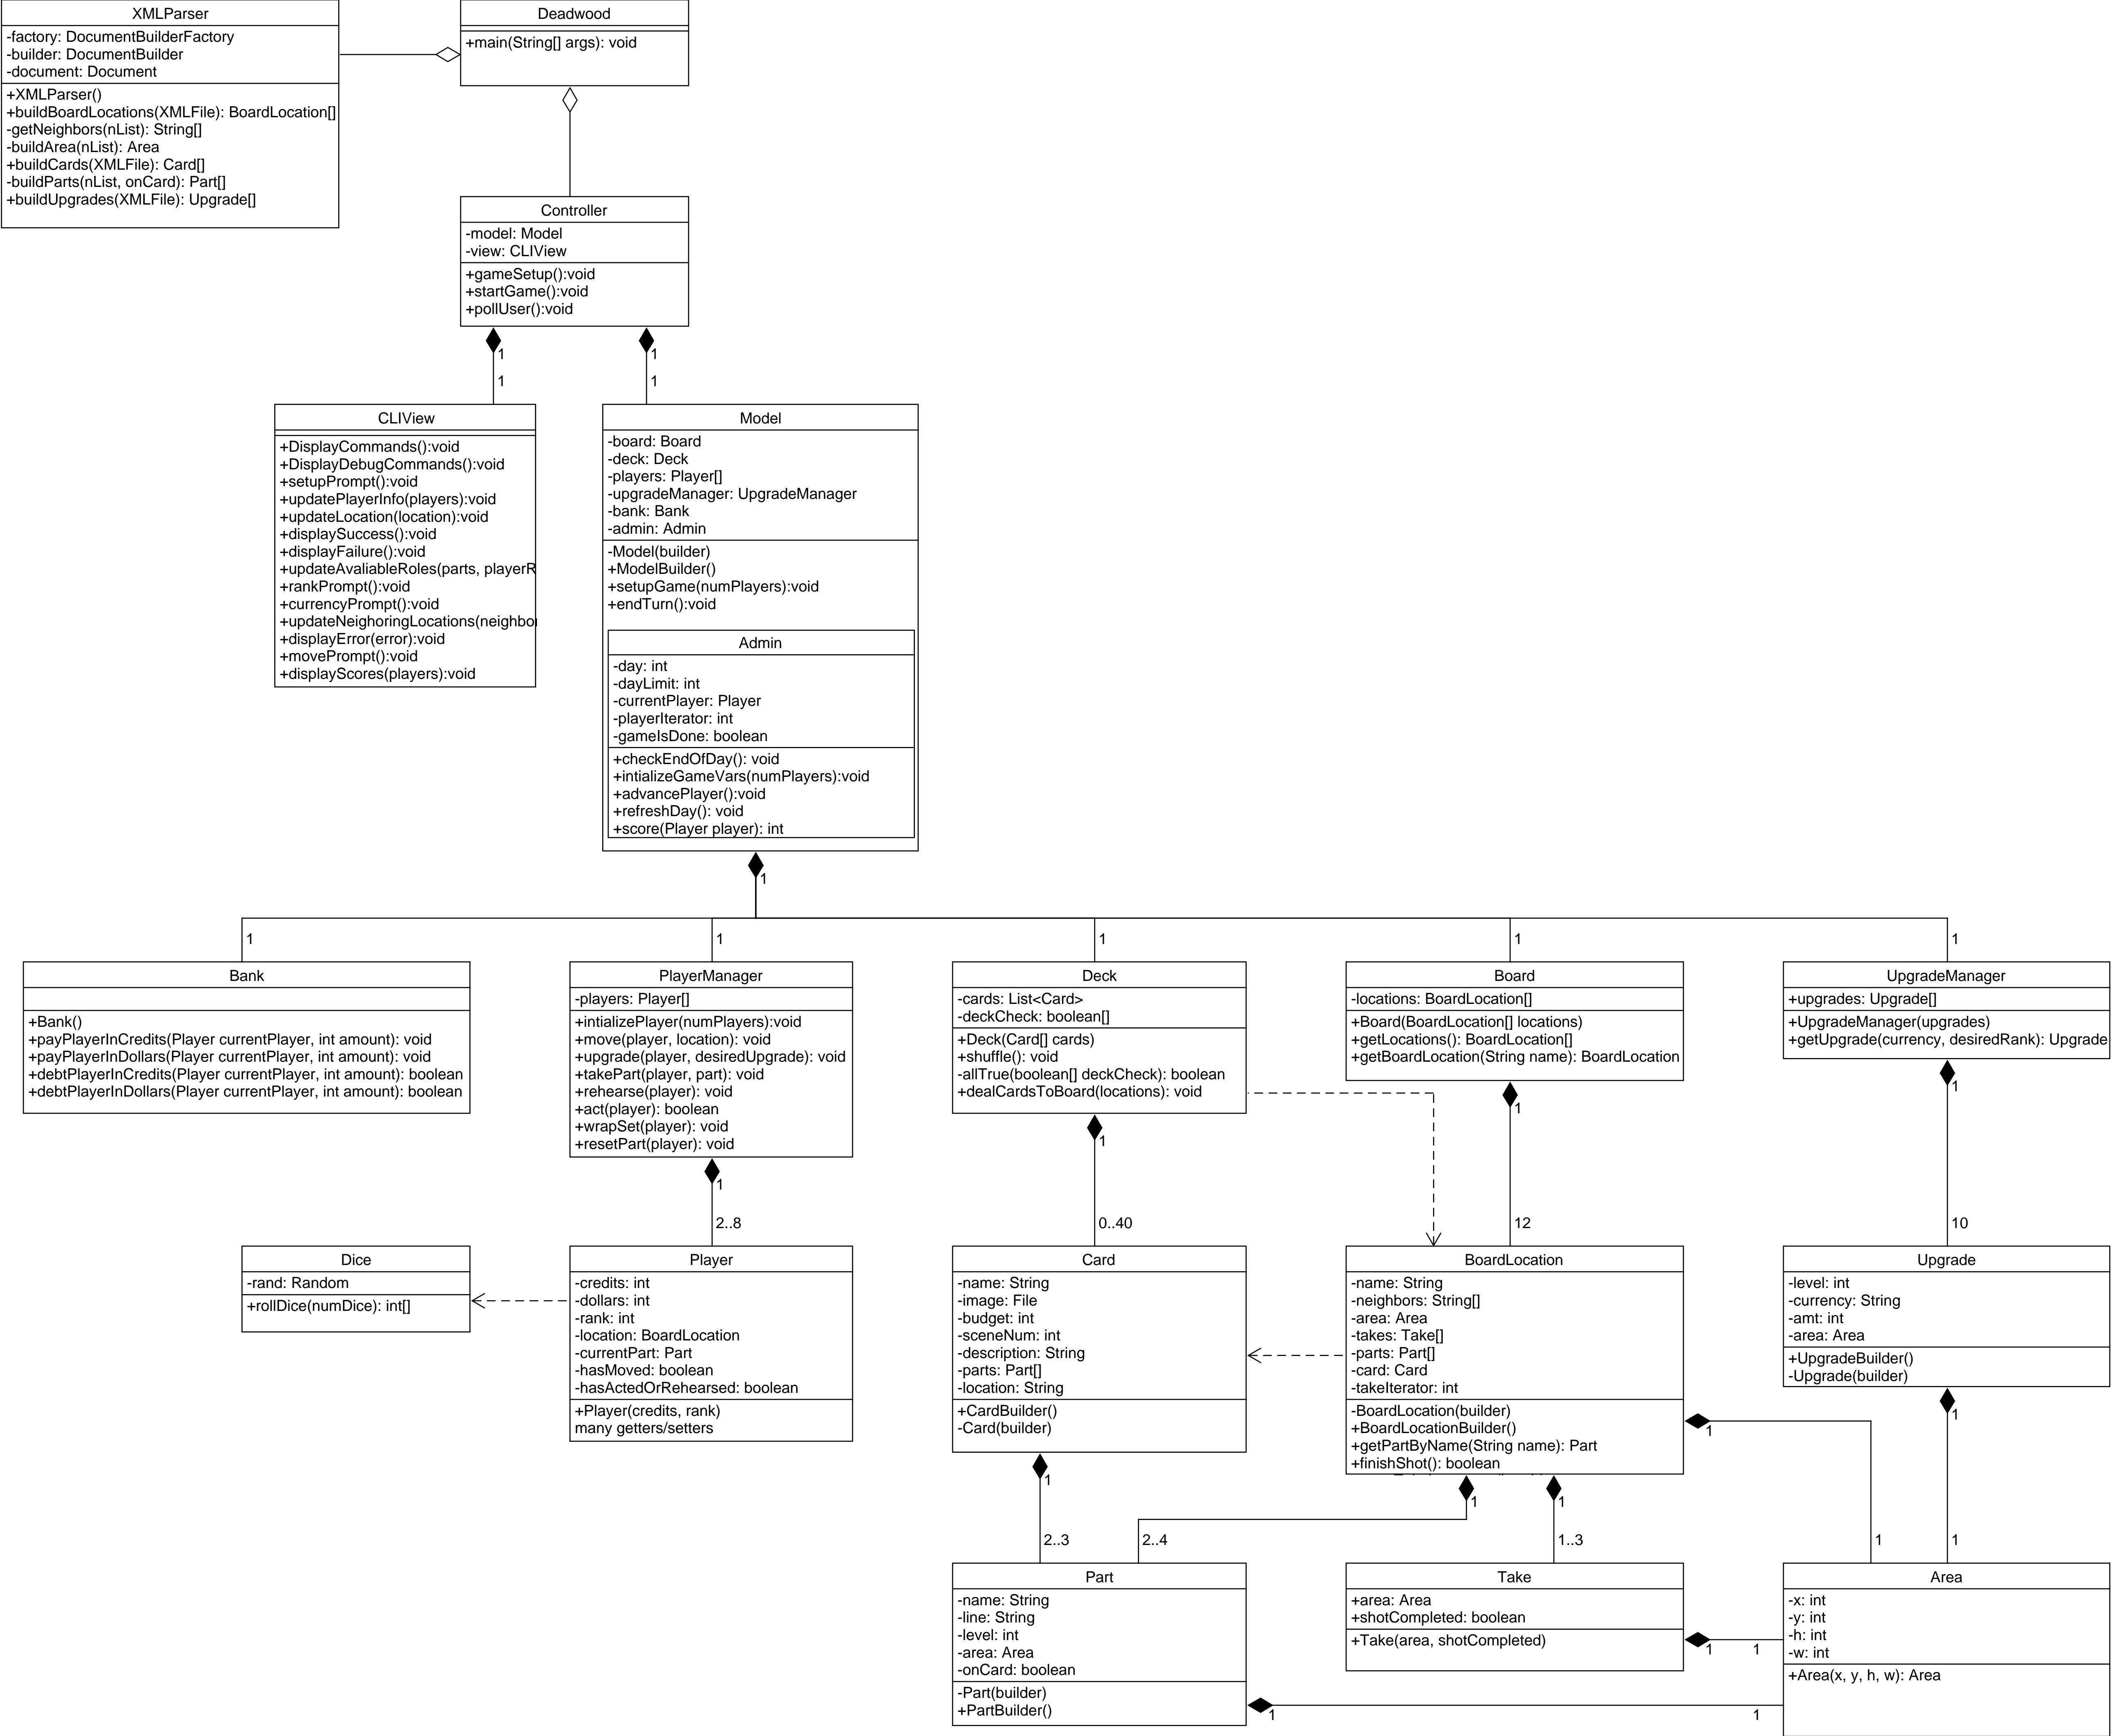 XMLParser
-factory: DocumentBuilderFactory
-builder: DocumentBuilder
-document: Document
+XMLParser()
+buildBoardLocations(XMLFile): BoardLocation[]
-getNeighbors(nList): String[]
-buildArea(nList): Area
+buildCards(XMLFile): Card[]
-buildParts(nList, onCard): Part[]
+buildUpgrades(XMLFile): Upgrade[]
Deadwood
+main(String[] args): void
Controller
-model: Model
-view: CLIView
+gameSetup():void
+startGame():void
+pollUser():void
1
1
1
1
CLIView
+DisplayCommands():void
+DisplayDebugCommands():void
+setupPrompt():void
+updatePlayerInfo(players):void
+updateLocation(location):void
+displaySuccess():void
+displayFailure():void
+updateAvaliableRoles(parts, playerR
+rankPrompt():void
+currencyPrompt():void
+updateNeighoringLocations(neighbo
+displayError(error):void
+movePrompt():void
+displayScores(players):void
Model
-board: Board
-deck: Deck
-players: Player[]
-upgradeManager: UpgradeManager
-bank: Bank
-admin: Admin
-Model(builder)
+ModelBuilder()
+setupGame(numPlayers):void
+endTurn():void
Admin
-day: int
-dayLimit: int
-currentPlayer: Player
-playerIterator: int
-gameIsDone: boolean
+checkEndOfDay(): void
+intializeGameVars(numPlayers):void
+advancePlayer():void
+refreshDay(): void
+score(Player player): int
1
1
1
1
1
1
Bank
+Bank()
+payPlayerInCredits(Player currentPlayer, int amount): void
+payPlayerInDollars(Player currentPlayer, int amount): void
+debtPlayerInCredits(Player currentPlayer, int amount): boolean
+debtPlayerInDollars(Player currentPlayer, int amount): boolean
PlayerManager
-players: Player[]
+intializePlayer(numPlayers):void
+move(player, location): void
+upgrade(player, desiredUpgrade): void
+takePart(player, part): void
+rehearse(player): void
+act(player): boolean
+wrapSet(player): void
+resetPart(player): void
Deck
-cards: List<Card>
-deckCheck: boolean[]
+Deck(Card[] cards)
+shuffle(): void
-allTrue(boolean[] deckCheck): boolean
+dealCardsToBoard(locations): void
Board
-locations: BoardLocation[]
+Board(BoardLocation[] locations)
+getLocations(): BoardLocation[]
+getBoardLocation(String name): BoardLocation
UpgradeManager
+upgrades: Upgrade[]
+UpgradeManager(upgrades)
+getUpgrade(currency, desiredRank): Upgrade
1
2..8
1
0..40
1
12
1
10
Dice
-rand: Random
+rollDice(numDice): int[]
Player
-credits: int
-dollars: int
-rank: int
-location: BoardLocation
-currentPart: Part
-hasMoved: boolean
-hasActedOrRehearsed: boolean
+Player(credits, rank)
many getters/setters
Card
-name: String
-image: File
-budget: int
-sceneNum: int
-description: String
-parts: Part[]
-location: String
+CardBuilder()
-Card(builder)
BoardLocation
-name: String
-neighbors: String[]
-area: Area
-takes: Take[]
-parts: Part[]
-card: Card
-takeIterator: int
-BoardLocation(builder)
+BoardLocationBuilder()
+getPartByName(String name): Part
+finishShot(): boolean
Upgrade
-level: int
-currency: String
-amt: int
-area: Area
+UpgradeBuilder()
-Upgrade(builder)
1
2..3
1
2..4
1
1..3
1
1
1
1
Part
-name: String
-line: String
-level: int
-area: Area
-onCard: boolean
-Part(builder)
+PartBuilder()
Take
+area: Area
+shotCompleted: boolean
+Take(area, shotCompleted)
Area
-x: int
-y: int
-h: int
-w: int
+Area(x, y, h, w): Area
1
1
1
1